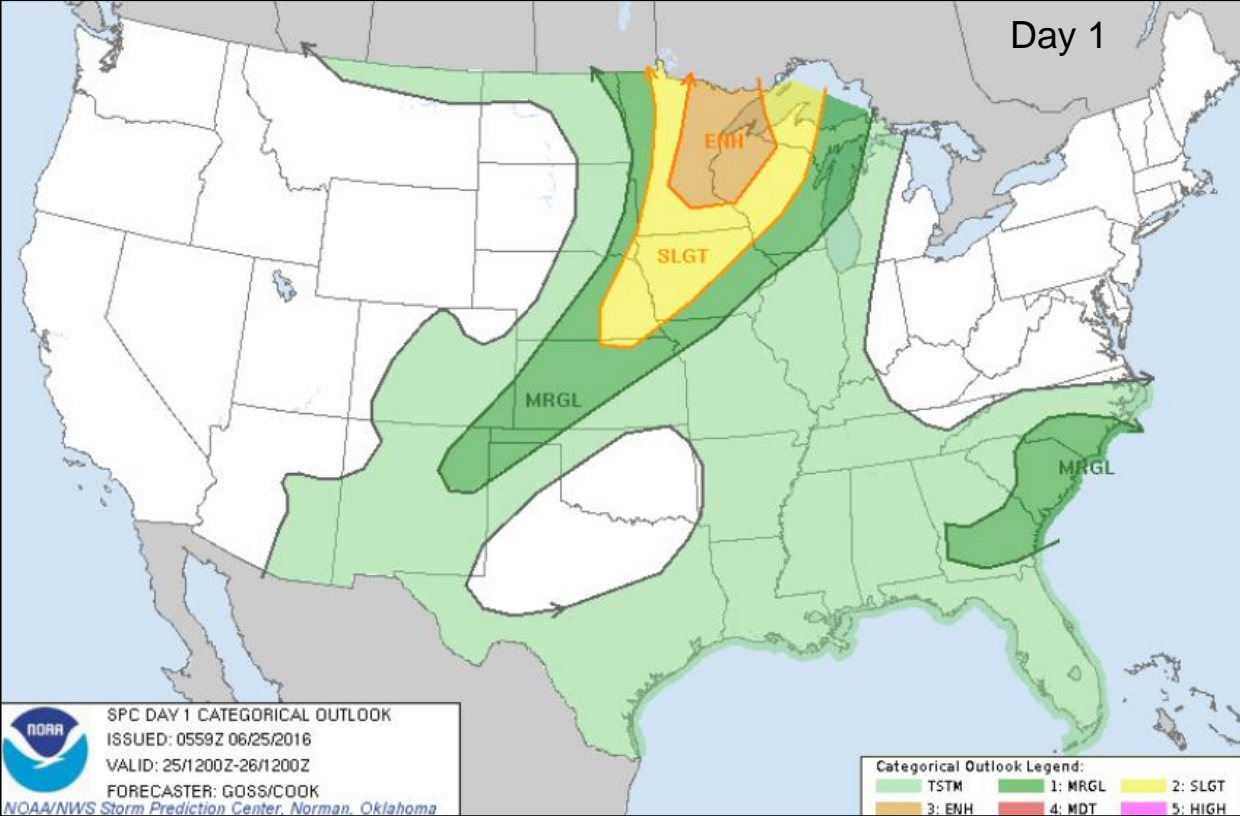 Day 1
ENH
SLGT
MRGL
MRGL
NOAA
SPC DAY 1 CATEGORICAL OUTLOOK
ISSUED: 0559Z 06/25/2016
VALID: 25/1200Z-26/1200Z
FORECASTER: GOSS/COOK
NOAA/NWS Storm Prediction Center, Norman, Oklahoma
Categorical Outlook Legend:
TSTM 1: MRGL 2: SLGT
3: ENH 4: MDT 5: HIGH